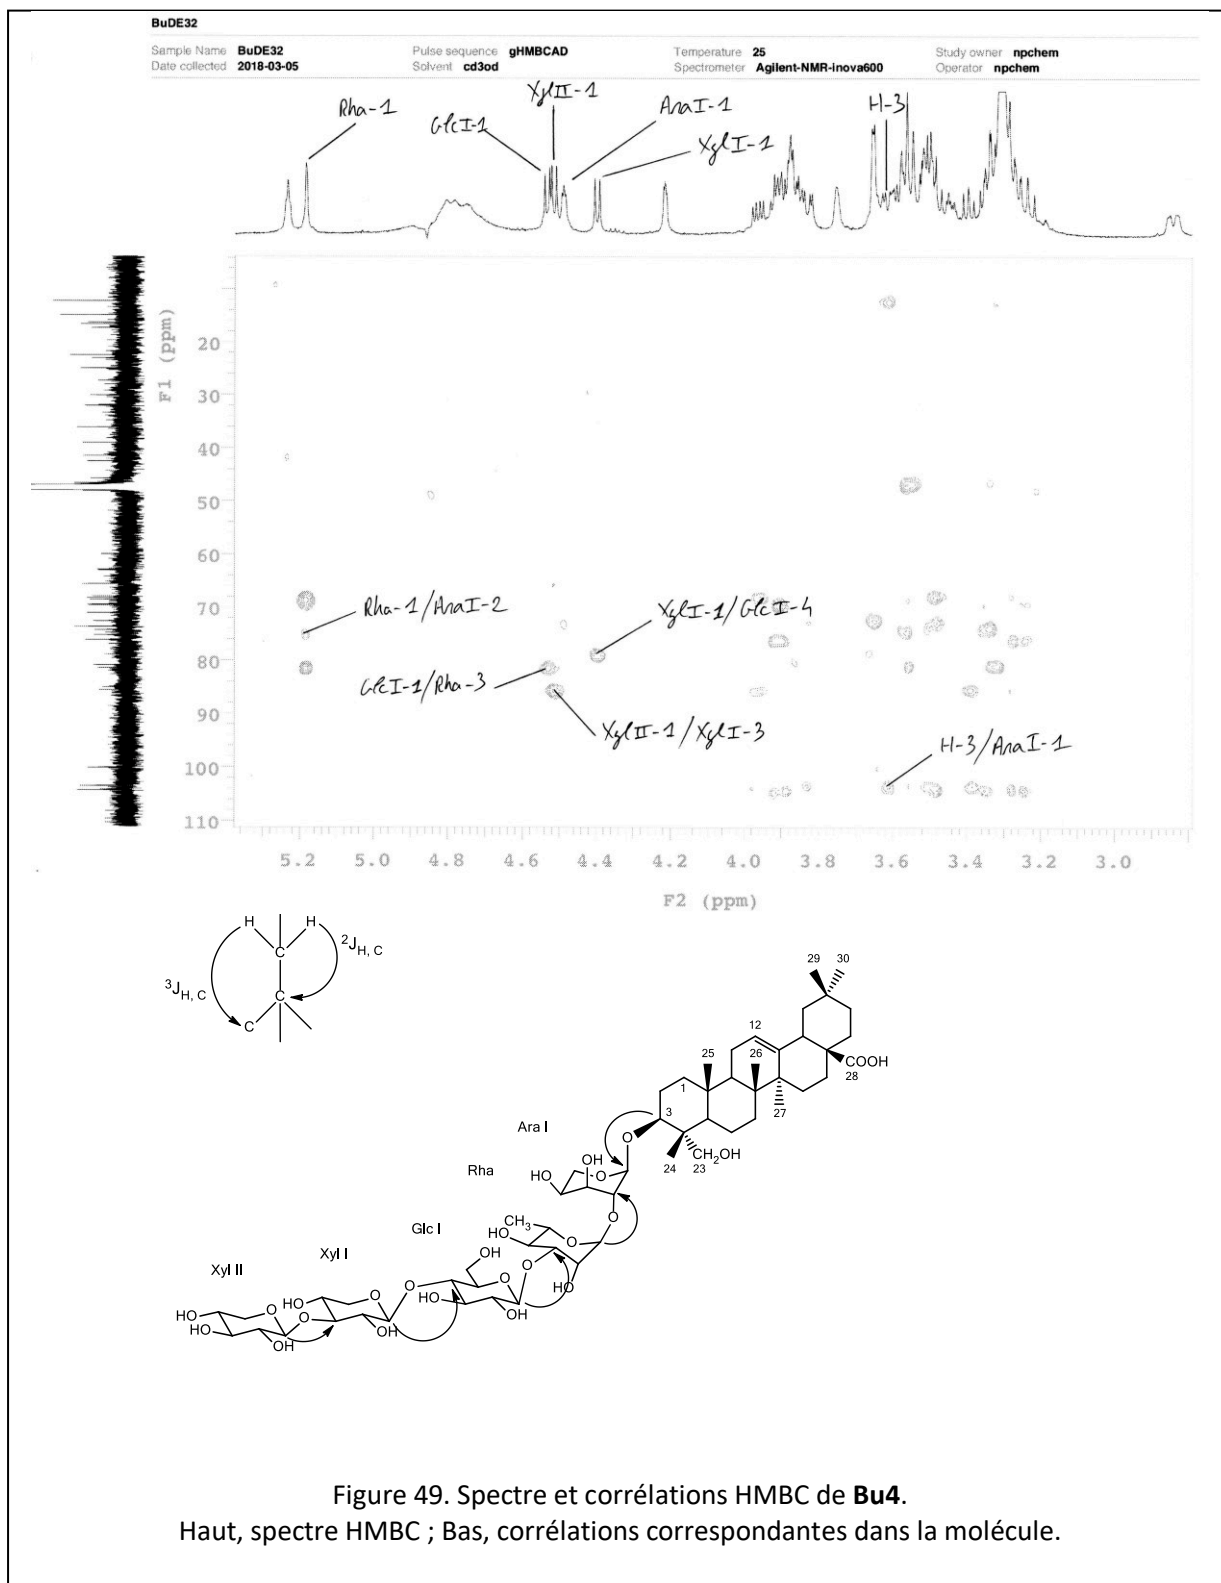 BuDE32
Sample Name BuDE32 Pulse sequence gHMBCAD Temperature 25 Study owner npchem
Date collected 2018-03-05 Solvent cd3od Spectrometer Agilent-NMR-inova600 Operator npchem
Rha-1
GlcI-1
XylII-1
AraI-1
XylI-1
H-3
F1 (ppm)
20
30
40
50
60
70
80
90
100
110
Rha-1/AraI-2
XylI-1/GlcI-4
GlcI-1/Rha-3
XylII-1/XylI-3
H-3/AraI-1
5.2 5.0 4.8 4.6 4.4 4.2 4.0 3.8 3.6 3.4 3.2 3.0
F2 (ppm)
H H
C
C
C
2JH, C
3JH, C
29 30
12
25 26
COOH
28
1
3
27
O
24 23 CH2OH
Ara I
OH
HO
O
O
Rha
CH3
HO
O
O
HO
Glc I
OH
O
O
HO
OH
Xyl I
HO
O
O
OH
Xyl II
HO
HO
O
OH
Figure 49. Spectre et corrélations HMBC de Bu4.
Haut, spectre HMBC ; Bas, corrélations correspondantes dans la molécule.